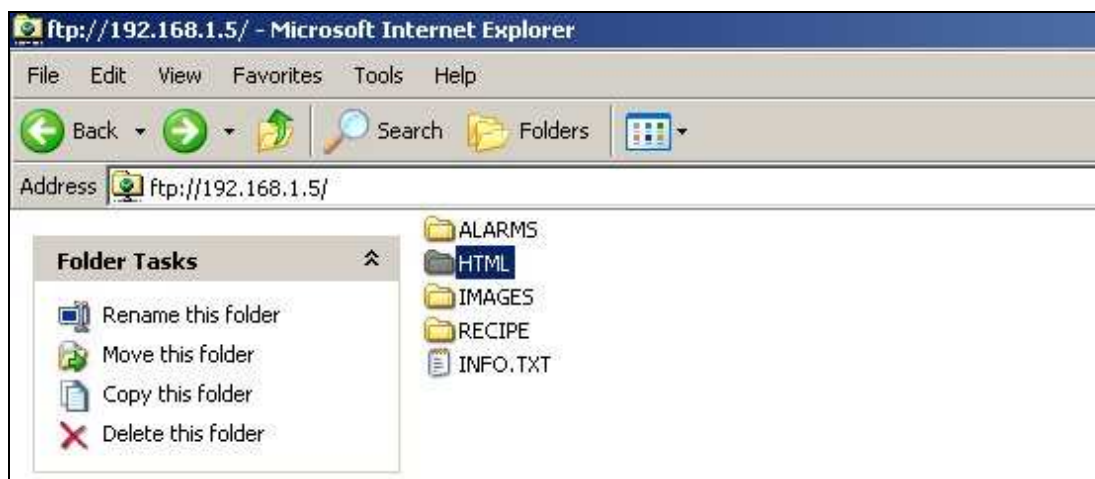 ftp://192.168.1.5/ - Microsoft Internet Explorer
File Edit View Favorites Tools Help
Back Search Folders
Address ftp://192.168.1.5/
Folder Tasks
Rename this folder
Move this folder
Copy this folder
Delete this folder
ALARMS
HTML
IMAGES
RECIPE
INFO.TXT